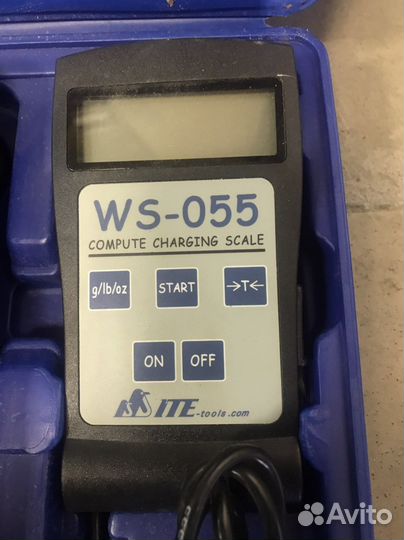 WS-055
COMPUTE CHARGING SCALE
g/lb/oz START →T←
ON OFF
ITE-tools.com
Avito